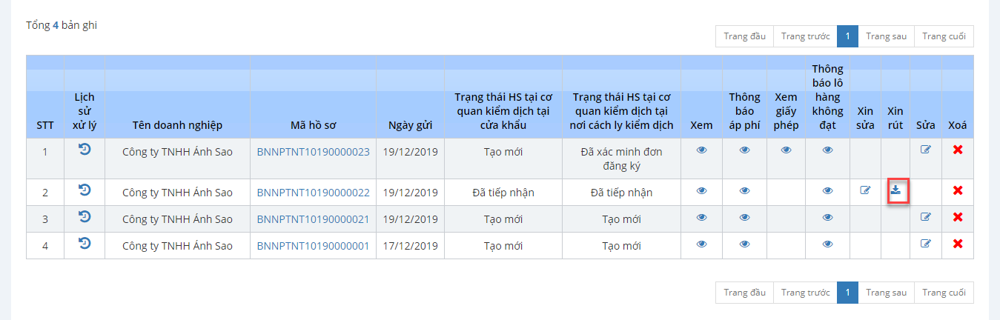 Tổng 4 bản ghi
Trang đầu Trang trước 1 Trang sau Trang cuối
STT Lịch sử xử lý Tên doanh nghiệp Mã hồ sơ Ngày gửi Trạng thái HS tại cơ quan kiểm dịch tại cửa khẩu Trạng thái HS tại cơ quan kiểm dịch tại nơi cách ly kiểm dịch Xem Thông báo áp phí Xem giấy phép Thông báo lô hàng không đạt Xin sửa Xin rút Sửa Xoá
1 Công ty TNHH Ánh Sao BNNPTNT10190000023 19/12/2019 Tạo mới Đã xác minh đơn đăng ký
2 Công ty TNHH Ánh Sao BNNPTNT10190000022 19/12/2019 Đã tiếp nhận Đã tiếp nhận
3 Công ty TNHH Ánh Sao BNNPTNT10190000021 19/12/2019 Tạo mới Tạo mới
4 Công ty TNHH Ánh Sao BNNPTNT10190000001 17/12/2019 Tạo mới Tạo mới
Trang đầu Trang trước 1 Trang sau Trang cuối